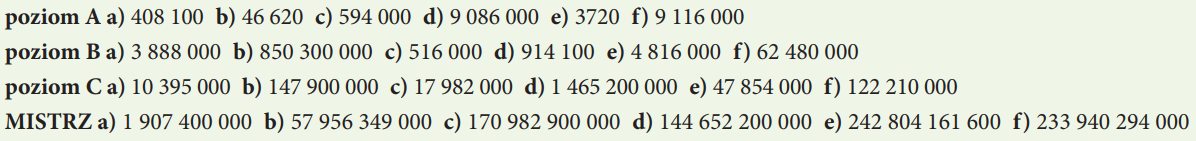 poziom A a) 408 100 b) 46 620 c) 594 000 d) 9 086 000 e) 3720 f) 9 116 000
poziom B a) 3 888 000 b) 850 300 000 c) 516 000 d) 914 100 e) 4 816 000 f) 62 480 000
poziom C a) 10 395 000 b) 147 900 000 c) 17 982 000 d) 1 465 200 000 e) 47 854 000 f) 122 210 000
MISTRZ a) 1 907 400 000 b) 57 956 349 000 c) 170 982 900 000 d) 144 652 200 000 e) 242 804 161 600 f) 233 940 294 000